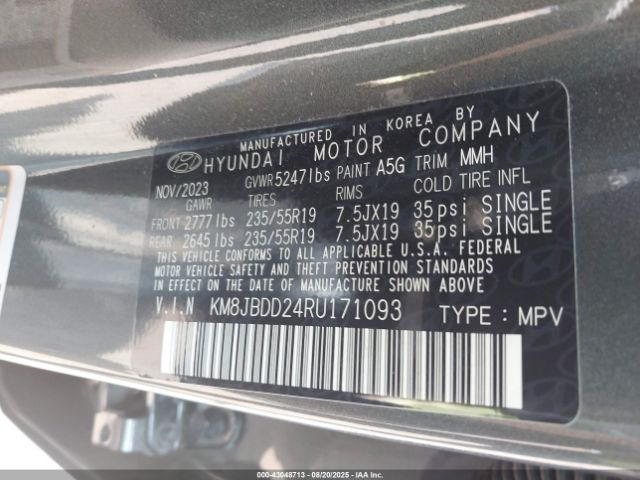 MANUFACTURED IN KOREA BY
HYUNDAI MOTOR COMPANY
NOV/2023 GVWR 5247lbs PAINT A5G TRIM MMH
GAWR TIRES RIMS COLD TIRE INFL
FRONT 2777lbs 235/55R19 7.5JX19 35psi SINGLE
REAR 2645lbs 235/55R19 7.5JX19 35psi SINGLE
THIS VEHICLE CONFORMS TO ALL APPLICABLE U.S.A. FEDERAL
MOTOR VEHICLE SAFETY, BUMPER, AND THEFT PREVENTION
STANDARDS IN EFFECT ON THE DATE OF MANUFACTURE SHOWN ABOVE
V.I.N KM8JBDD24RU171093 TYPE : MPV
000-43048713 - 08/20/2025 - IAAI.COM